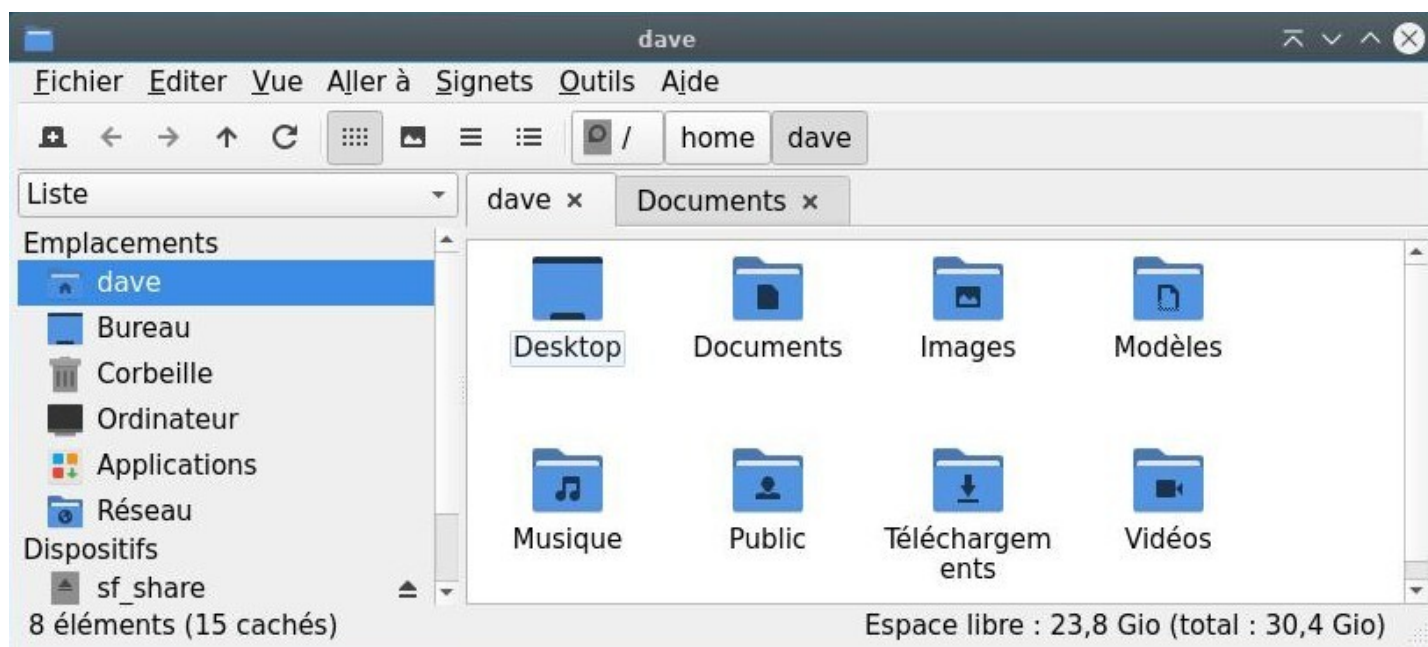 dave
Fichier Editer Vue Aller à Signets Outils Aide
/ home dave
Liste
dave Documents
Emplacements
dave
Bureau
Corbeille
Ordinateur
Applications
Réseau
Dispositifs
sf_share
Desktop Documents Images Modèles
Musique Public Téléchargem Vidéos
ents
8 éléments (15 cachés) Espace libre : 23,8 Gio (total : 30,4 Gio)